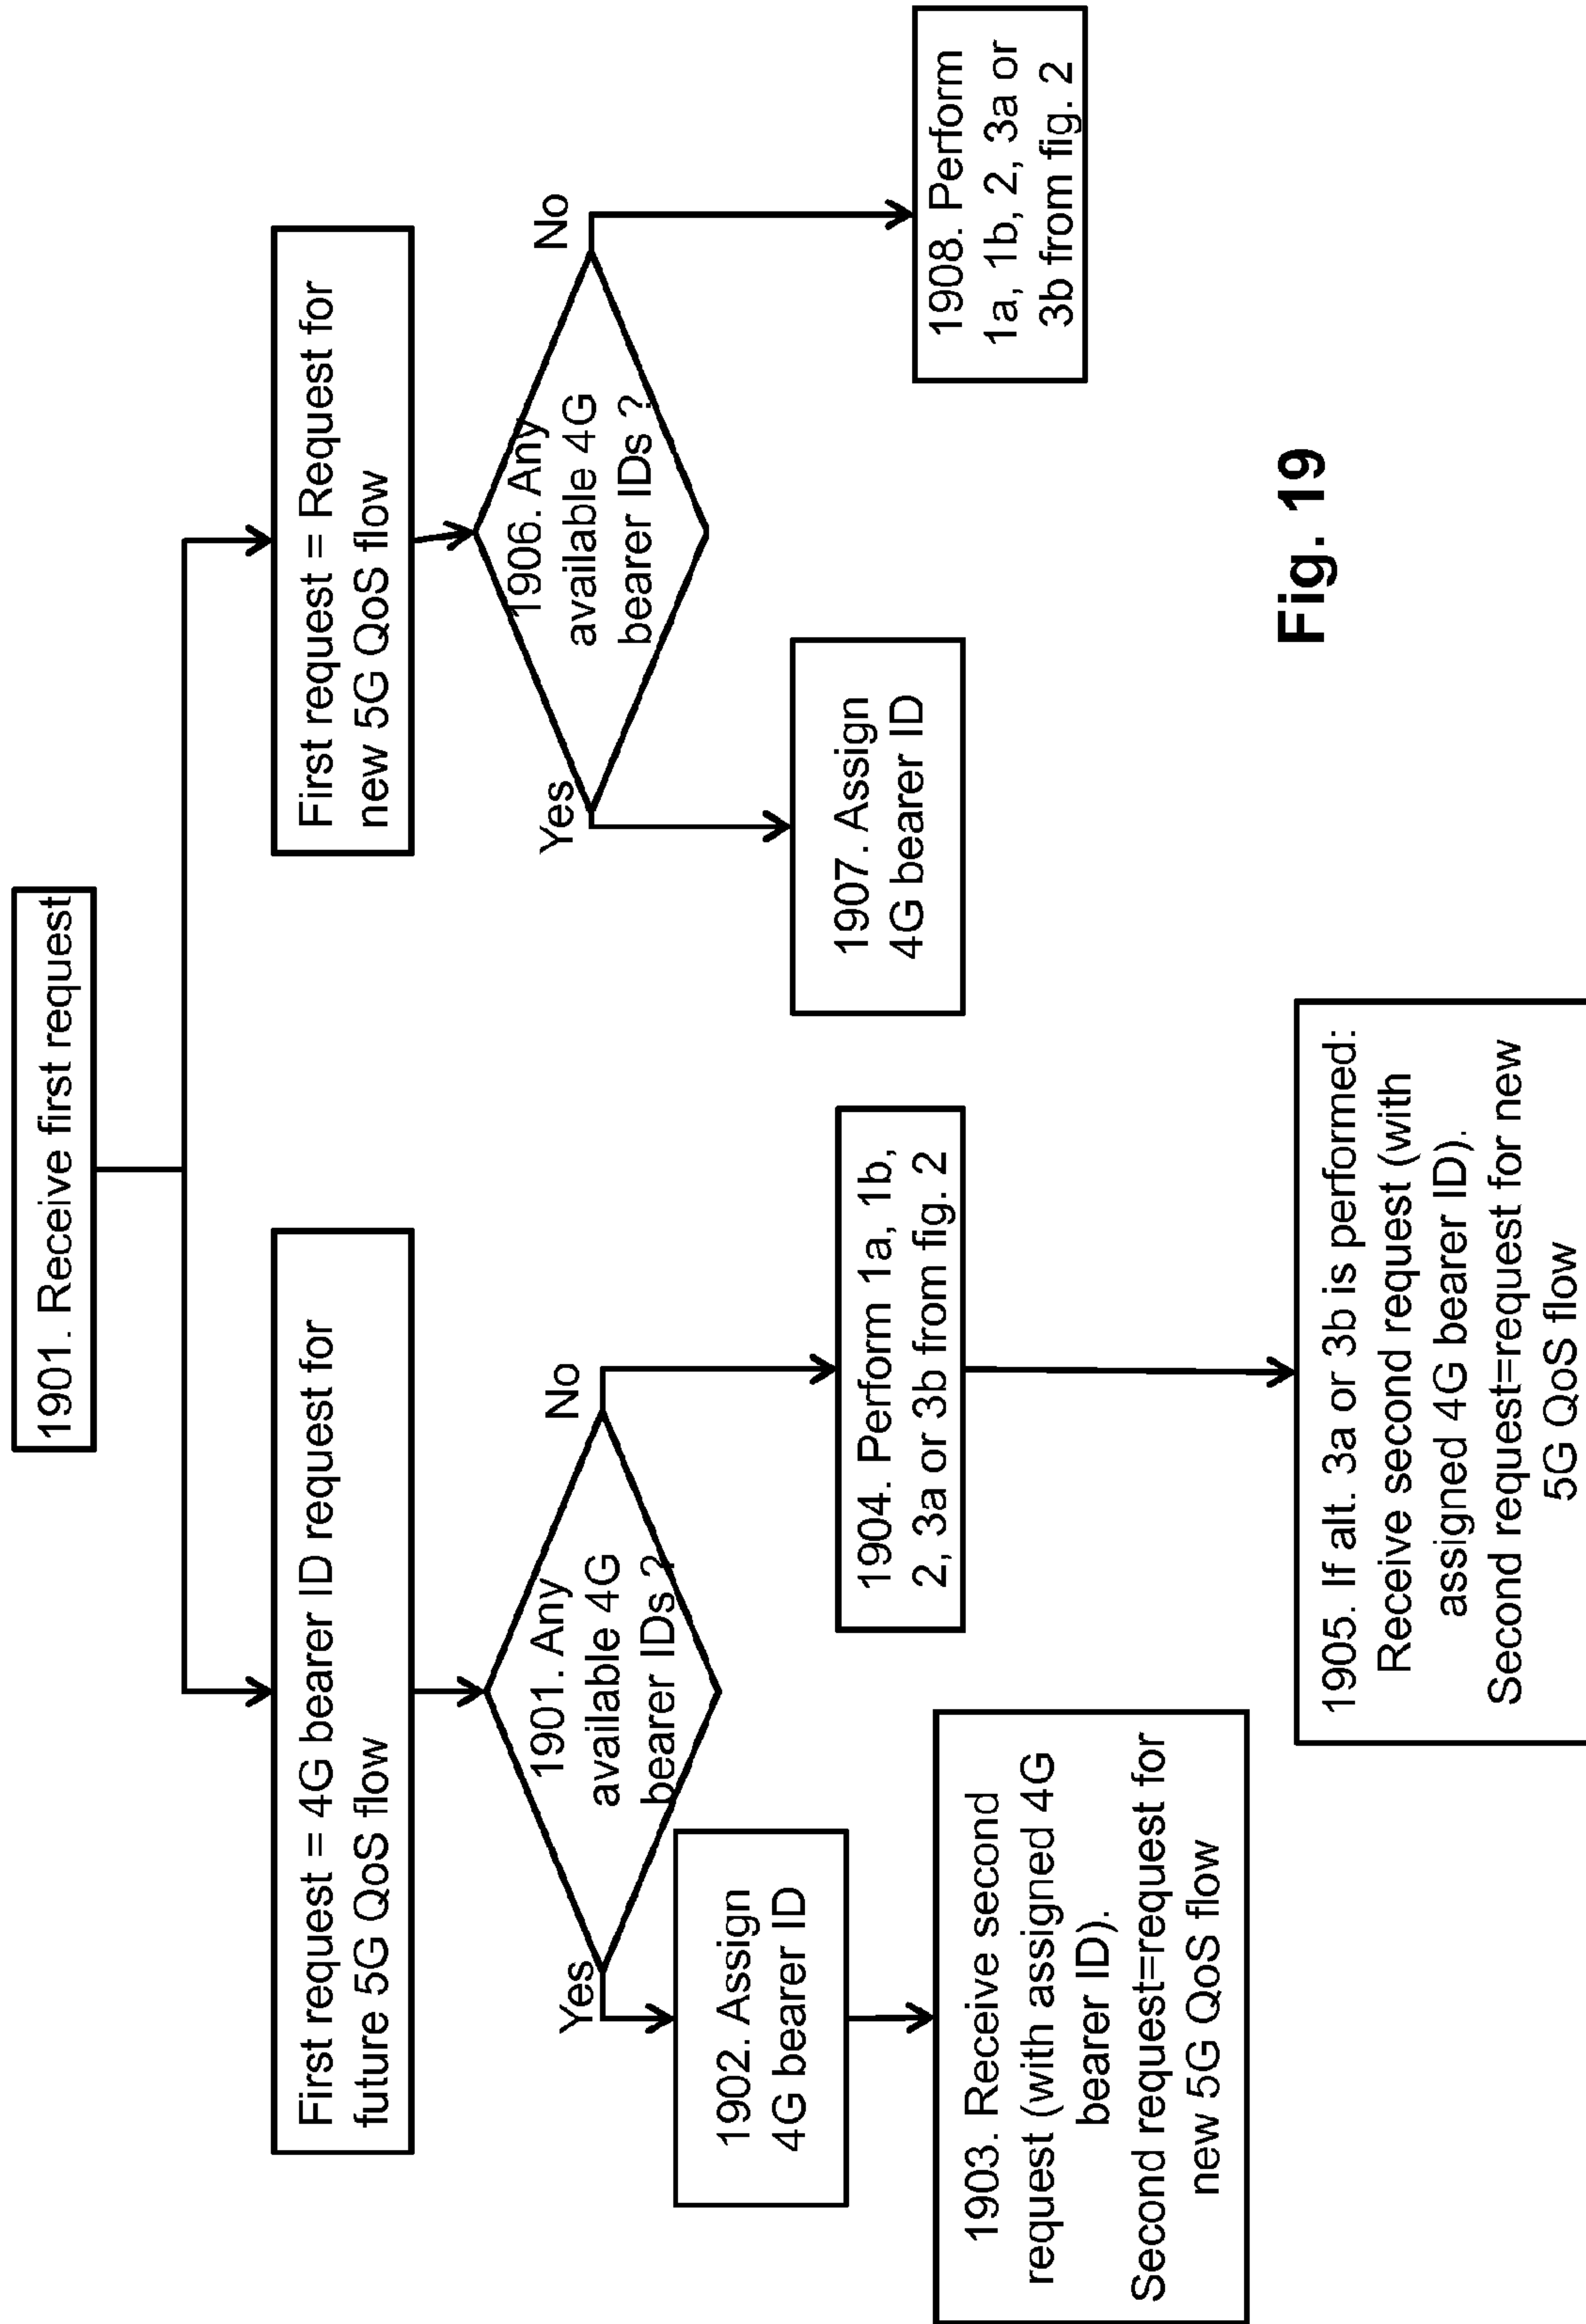 1901. Receive first request
First request = 4G bearer ID request for
future 5G QoS flow
1901. Any
available 4G
bearer IDs ?
Yes
No
1902. Assign
4G bearer ID
1903. Receive second
request (with assigned 4G
bearer ID).
Second request=request for
new 5G QoS flow
1904. Perform 1a, 1b,
2, 3a or 3b from fig. 2
1905. If alt. 3a or 3b is performed:
Receive second request (with
assigned 4G bearer ID).
Second request=request for new
5G QoS flow
First request = Request for
new 5G QoS flow
1906. Any
available 4G
bearer IDs ?
Yes
No
1907. Assign
4G bearer ID
1908. Perform
1a, 1b, 2, 3a or
3b from fig. 2
Fig. 19